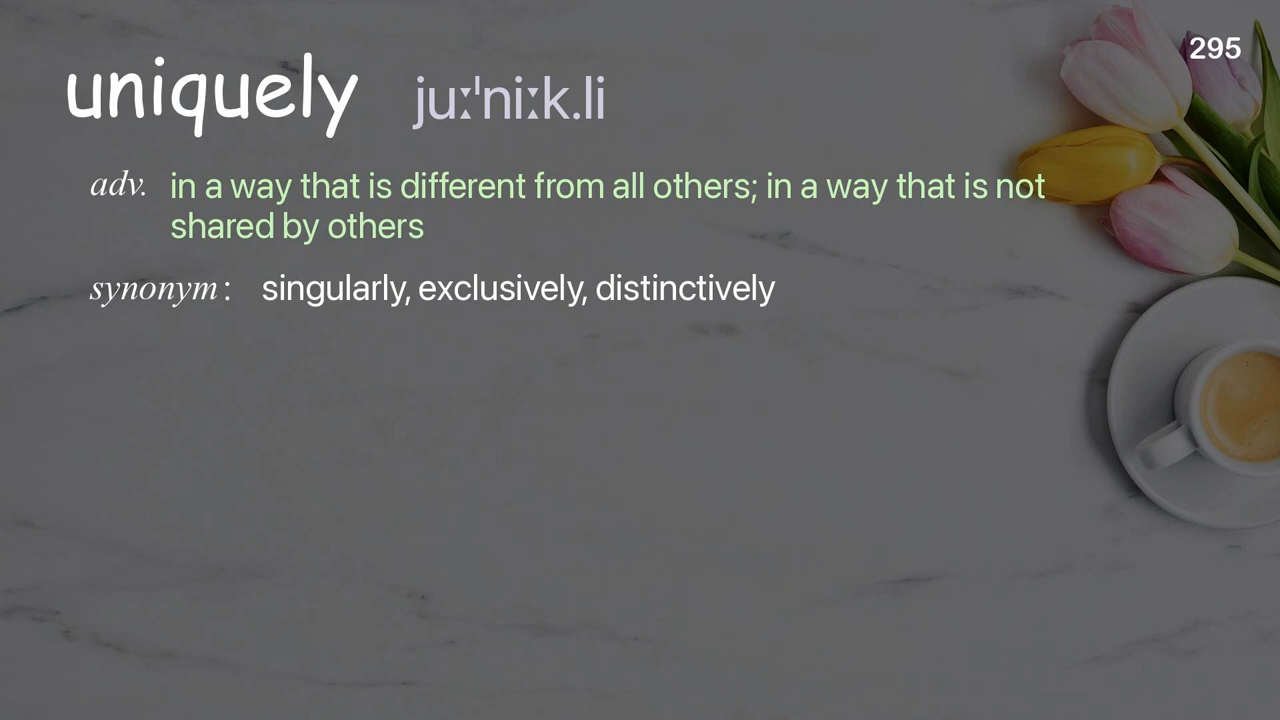 295
uniquely juːˈniːk.li
adv. in a way that is different from all others; in a way that is not
shared by others
synonym : singularly, exclusively, distinctively